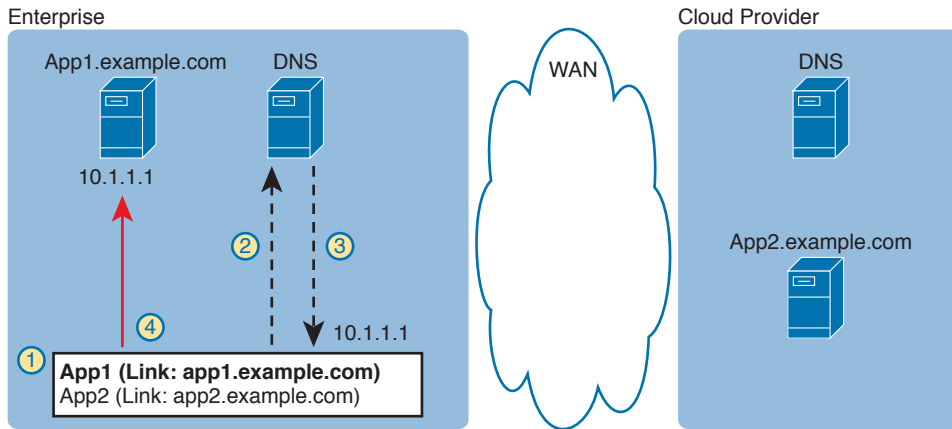 Enterprise
Cloud Provider
App1.example.com
DNS
WAN
DNS
10.1.1.1
App2.example.com
2
3
4
10.1.1.1
1
App1 (Link: app1.example.com)
App2 (Link: app2.example.com)